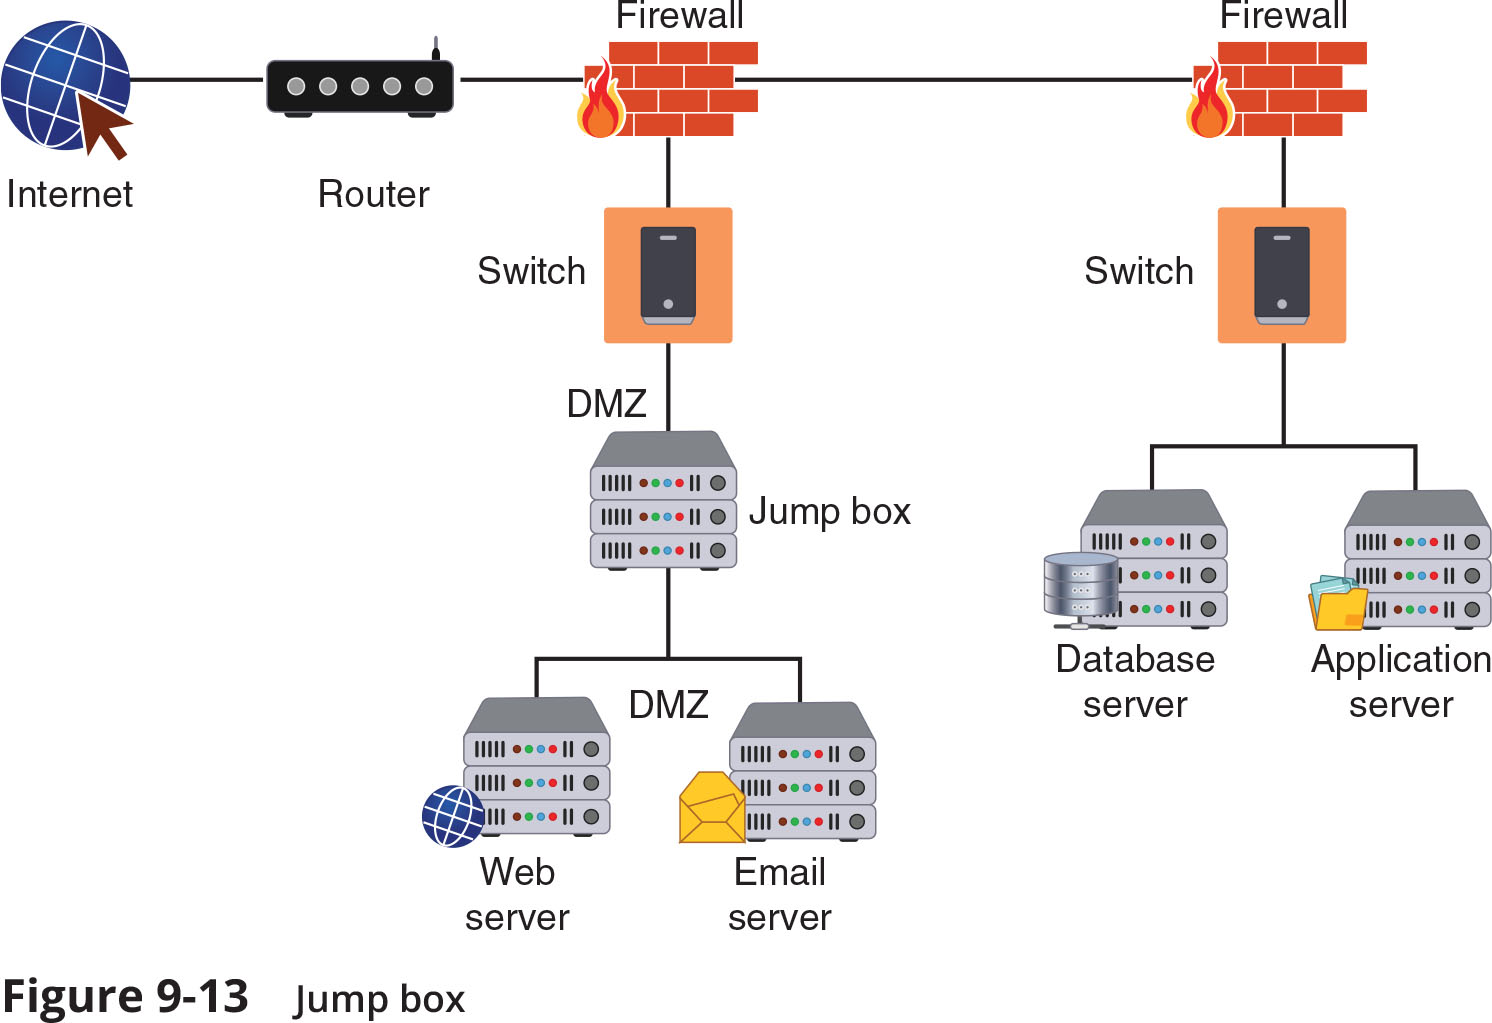 Firewall
Firewall
Internet
Router
Switch
Switch
DMZ
Jump box
Database
server
Application
server
DMZ
Web
server
Email
server
Figure 9-13 Jump box